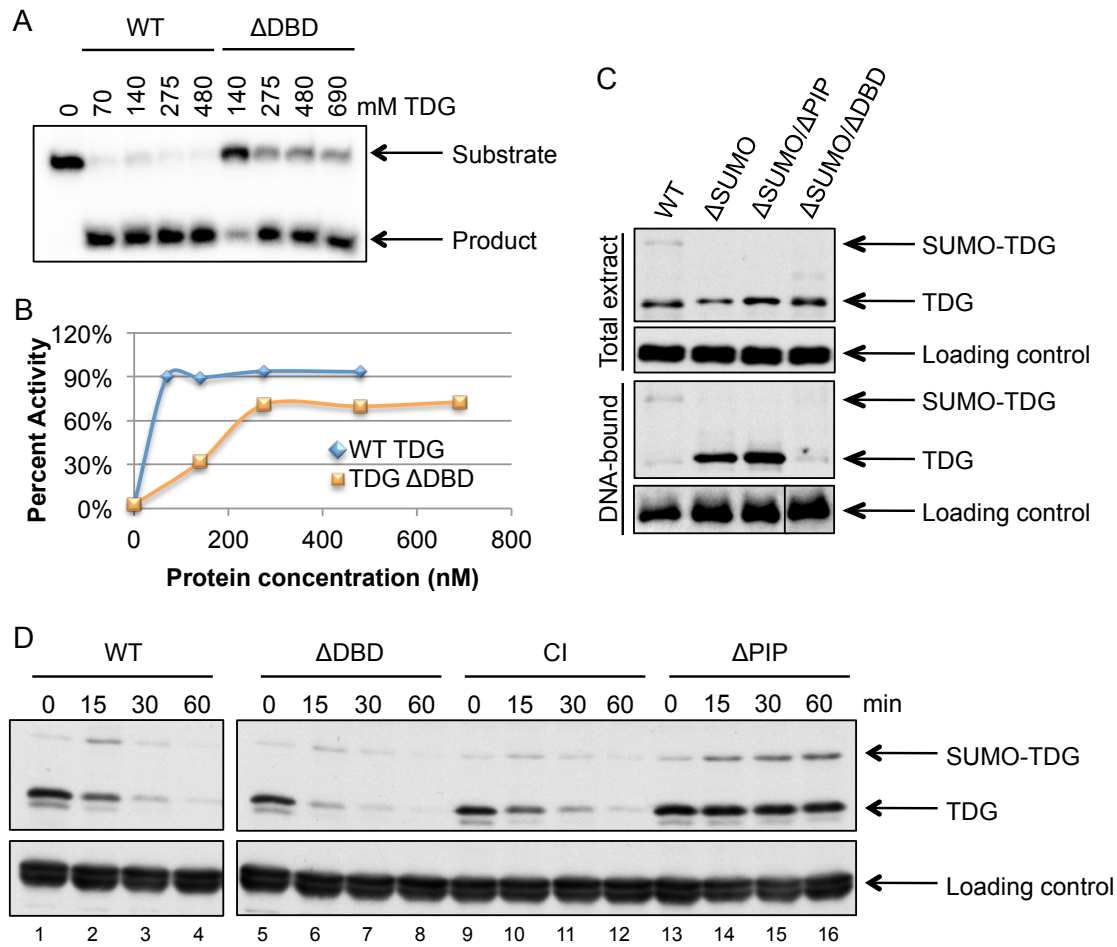 A
WT
ΔDBD
0
70
140
275
480
140
275
480
690
mM TDG
Substrate
Product
B
120%
90%
60%
30%
0%
Percent Activity
WT TDG
TDG ΔDBD
0
200
400
600
800
Protein concentration (nM)
C
WT
ΔSUMO
ΔSUMO/ΔPIP
ΔSUMO/ΔDBD
Total extract
SUMO-TDG
TDG
Loading control
DNA-bound
SUMO-TDG
TDG
Loading control
D
WT
ΔDBD
CI
ΔPIP
0 15 30 60 0 15 30 60 0 15 30 60 0 15 30 60 min
SUMO-TDG
TDG
Loading control
1 2 3 4 5 6 7 8 9 10 11 12 13 14 15 16